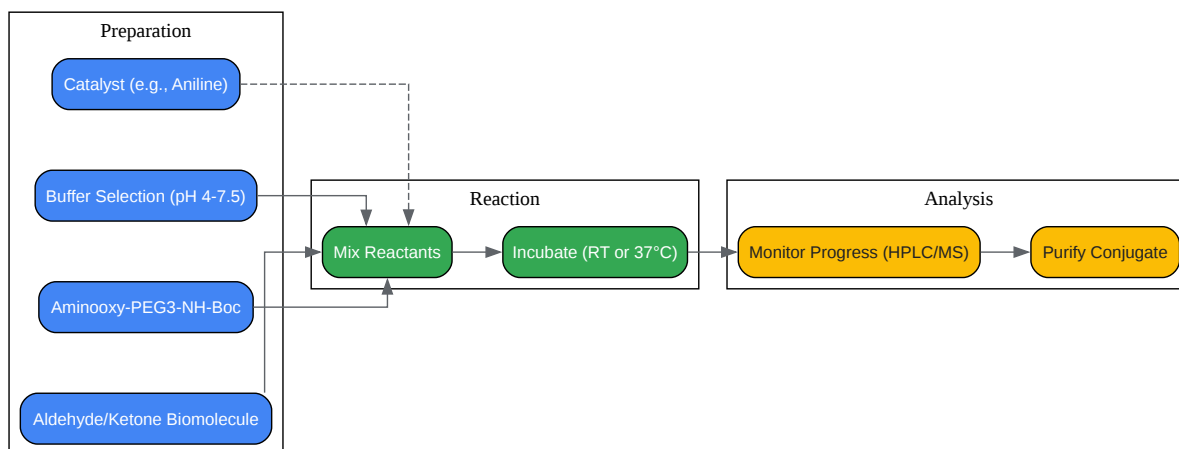 Preparation
Catalyst (e.g., Aniline)
Buffer Selection (pH 4-7.5)
Aminooxy-PEG3-NH-Boc
Aldehyde/Ketone Biomolecule
Reaction
Mix Reactants
Incubate (RT or 37°C)
Analysis
Monitor Progress (HPLC/MS)
Purify Conjugate